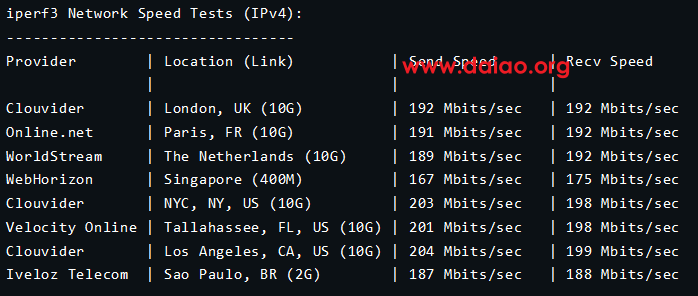 iperf3 Network Speed Tests (IPv4):
---------------------------------
Provider | Location (Link) | Send Speed | Recv Speed
| | |
Clouvider | London, UK (10G) | 192 Mbits/sec | 192 Mbits/sec
Online.net | Paris, FR (10G) | 191 Mbits/sec | 192 Mbits/sec
WorldStream | The Netherlands (10G) | 189 Mbits/sec | 192 Mbits/sec
WebHorizon | Singapore (400M) | 167 Mbits/sec | 175 Mbits/sec
Clouvider | NYC, NY, US (10G) | 203 Mbits/sec | 198 Mbits/sec
Velocity Online | Tallahassee, FL, US (10G) | 201 Mbits/sec | 198 Mbits/sec
Clouvider | Los Angeles, CA, US (10G) | 204 Mbits/sec | 199 Mbits/sec
Iveloz Telecom | Sao Paulo, BR (2G) | 187 Mbits/sec | 188 Mbits/sec
www.ddiao.org